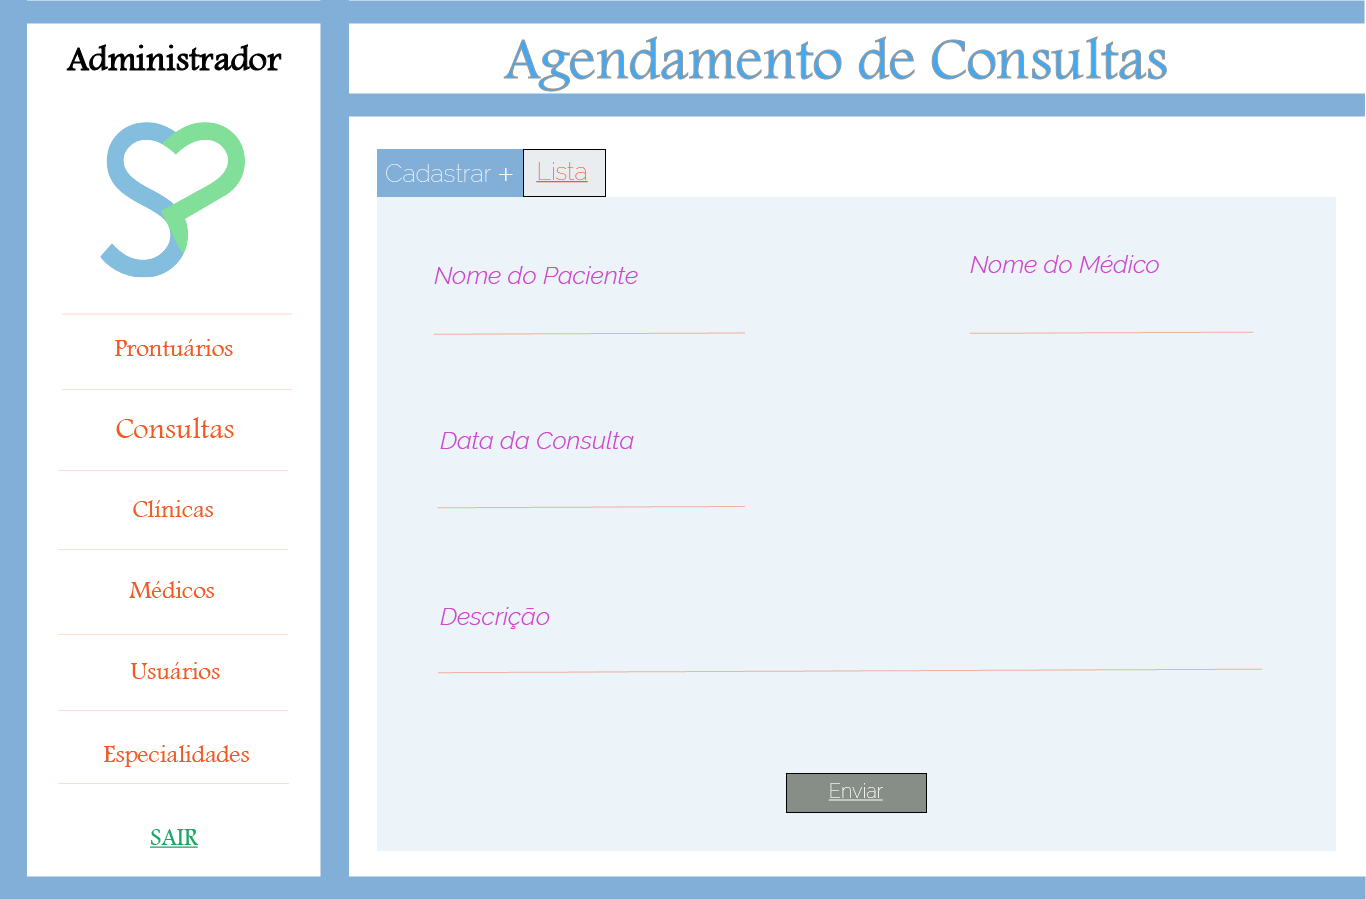 Administrador
Prontuários
Consultas
Clínicas
Médicos
Usuários
Especialidades
SAIR
Agendamento de Consultas
Cadastrar + Lista
Nome do Paciente
Nome do Médico
Data da Consulta
Descrição
Enviar